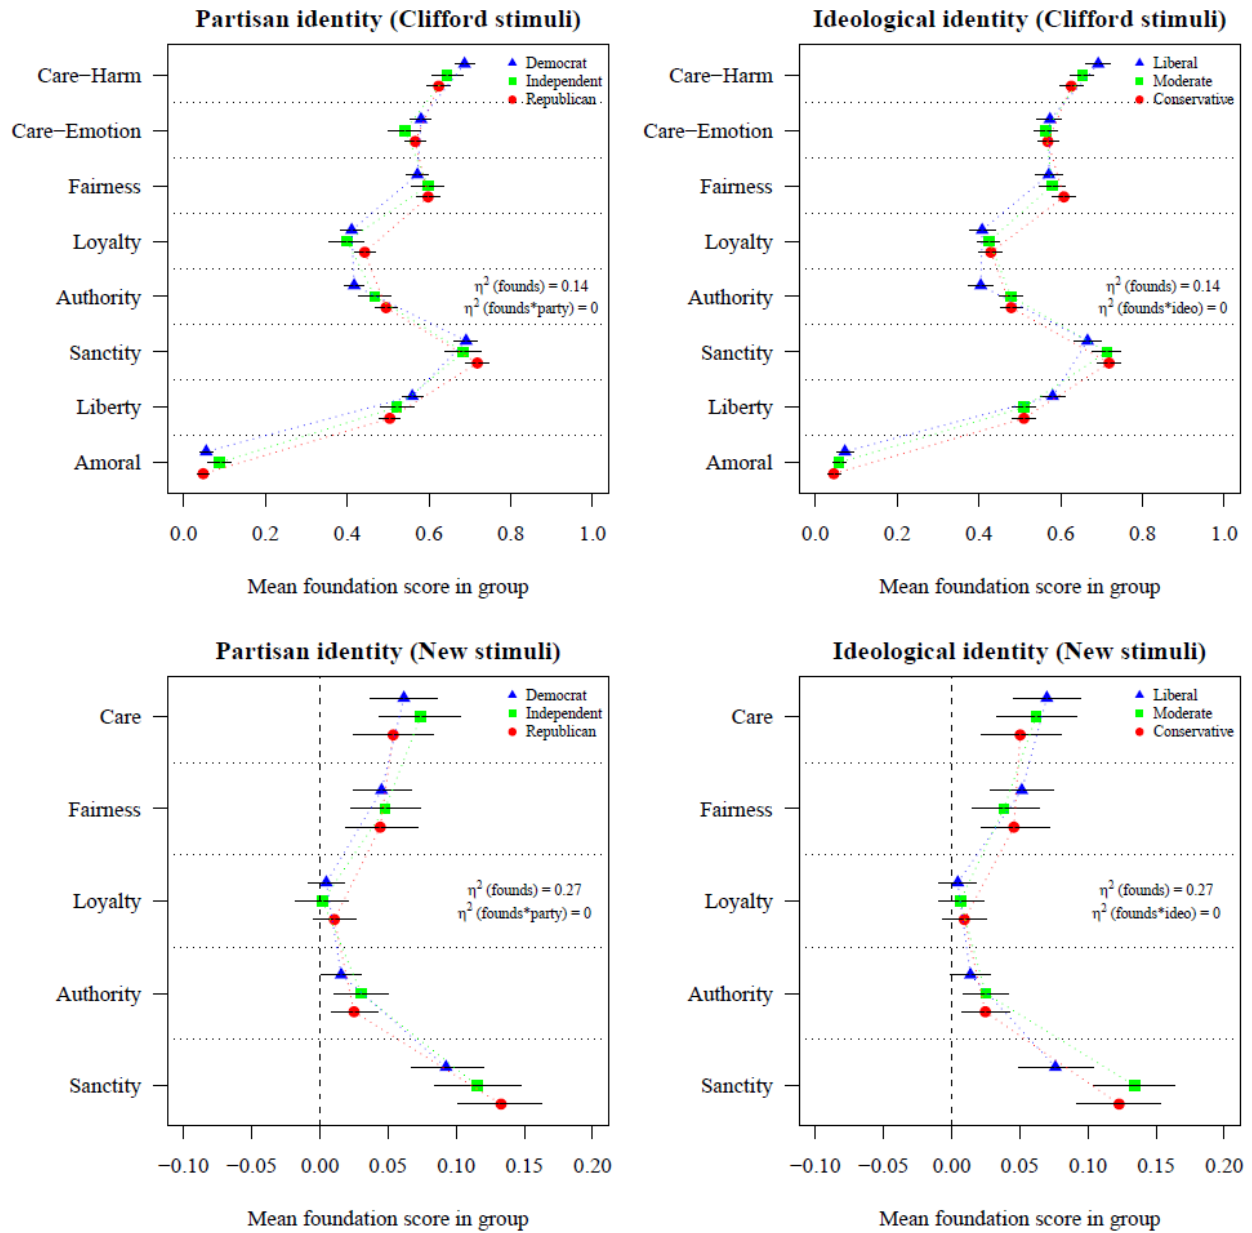 Partisan identity (Clifford stimuli)
Care−Harm
Care−Emotion
Fairness
Loyalty
Authority
Sanctity
Liberty
Amoral
Democrat
Independent
Republican
η² (founds) = 0.14
η² (founds*party) = 0
0.0 0.2 0.4 0.6 0.8 1.0
Mean foundation score in group
Ideological identity (Clifford stimuli)
Care−Harm
Care−Emotion
Fairness
Loyalty
Authority
Sanctity
Liberty
Amoral
Liberal
Moderate
Conservative
η² (founds) = 0.14
η² (founds*ideo) = 0
0.0 0.2 0.4 0.6 0.8 1.0
Mean foundation score in group
Partisan identity (New stimuli)
Care
Fairness
Loyalty
Authority
Sanctity
Democrat
Independent
Republican
η² (founds) = 0.27
η² (founds*party) = 0
−0.10 −0.05 0.00 0.05 0.10 0.15 0.20
Mean foundation score in group
Ideological identity (New stimuli)
Care
Fairness
Loyalty
Authority
Sanctity
Liberal
Moderate
Conservative
η² (founds) = 0.27
η² (founds*ideo) = 0
−0.10 −0.05 0.00 0.05 0.10 0.15 0.20
Mean foundation score in group